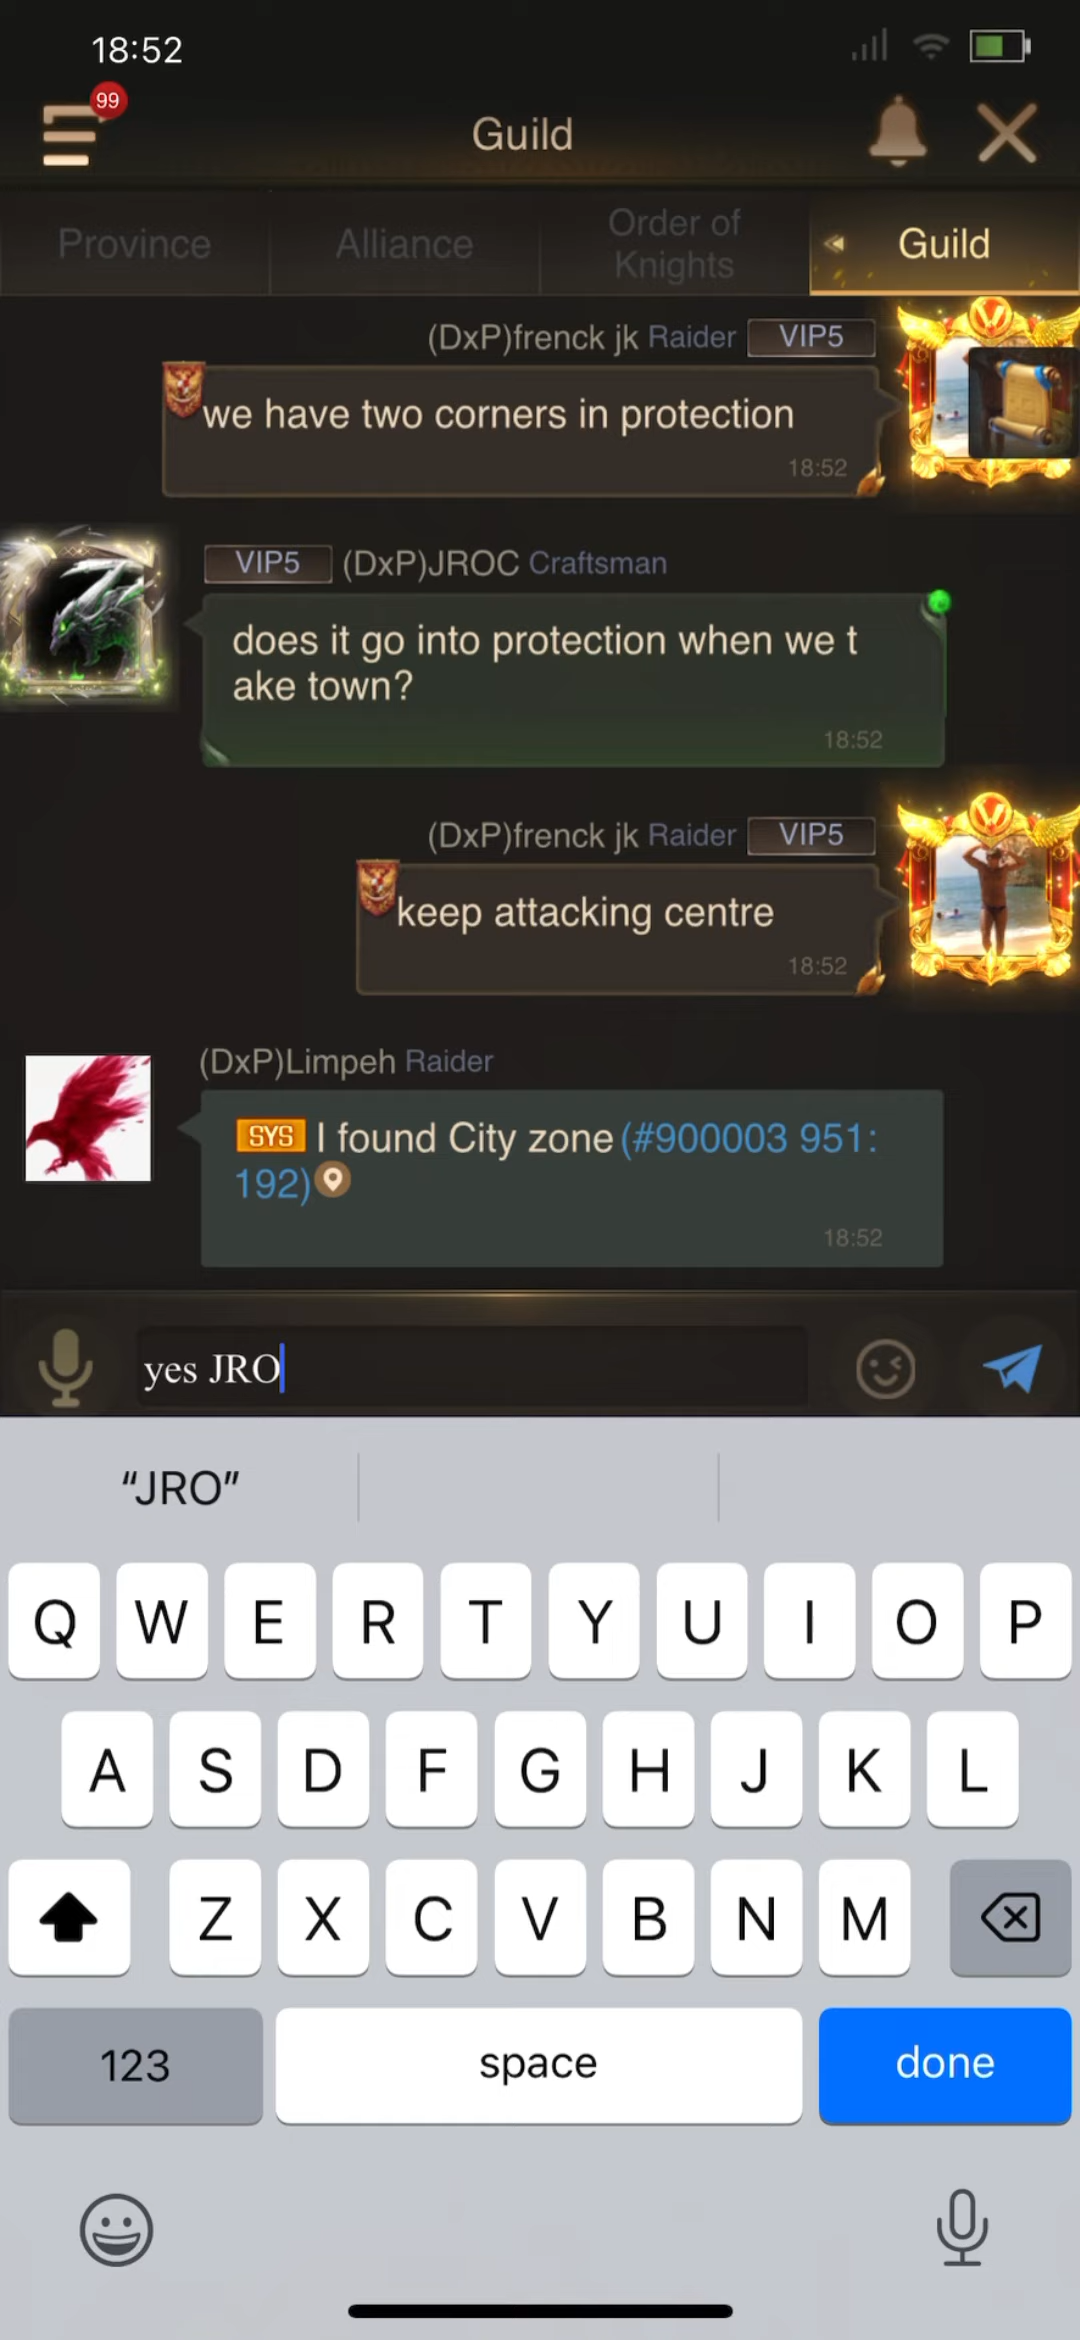 18:52
99
Guild
Province
Alliance
Order of
Knights
Guild
(DxP)frenck jk Raider VIP5
we have two corners in protection
18:52
VIP5 (DxP)JROC Craftsman
does it go into protection when we t
ake town?
18:52
(DxP)frenck jk Raider VIP5
keep attacking centre
18:52
(DxP)Limpeh Raider
SYS I found City zone (#900003 951:
192)
18:52
yes JRO
“JRO”
Q W E R T Y U I O P
A S D F G H J K L
Z X C V B N M
123 space done